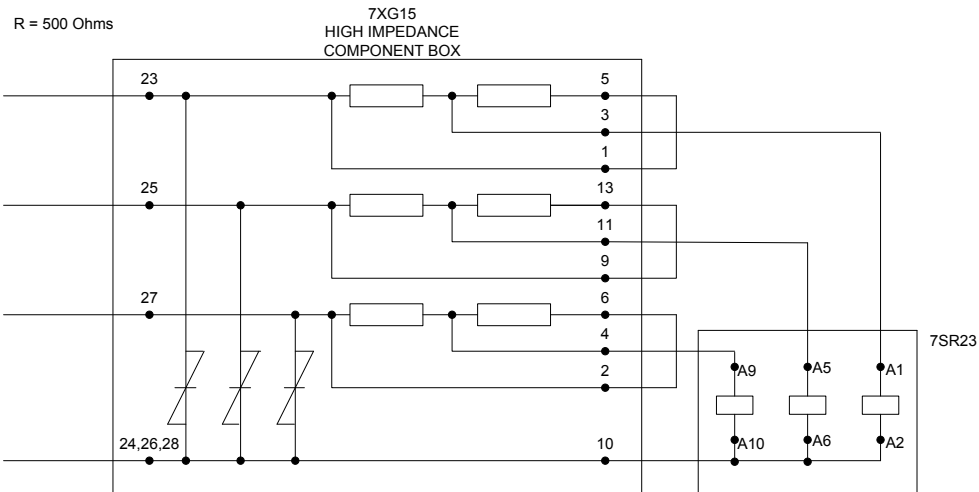 R = 500 Ohms
7XG15
HIGH IMPEDANCE
COMPONENT BOX
23
5
3
1
25
13
11
9
27
6
4
2
7SR23
A9
A5
A1
24,26,28
10
A10
A6
A2